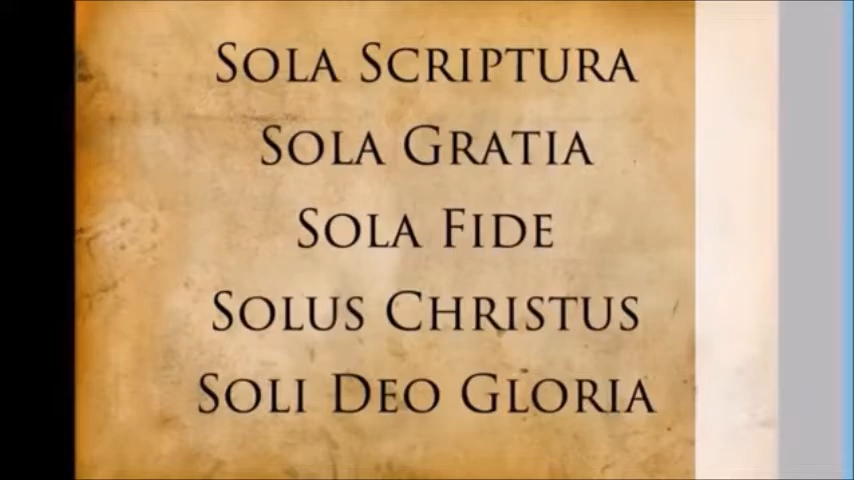 Sola Scriptura
Sola Gratia
Sola Fide
Solus Christus
Soli Deo Gloria